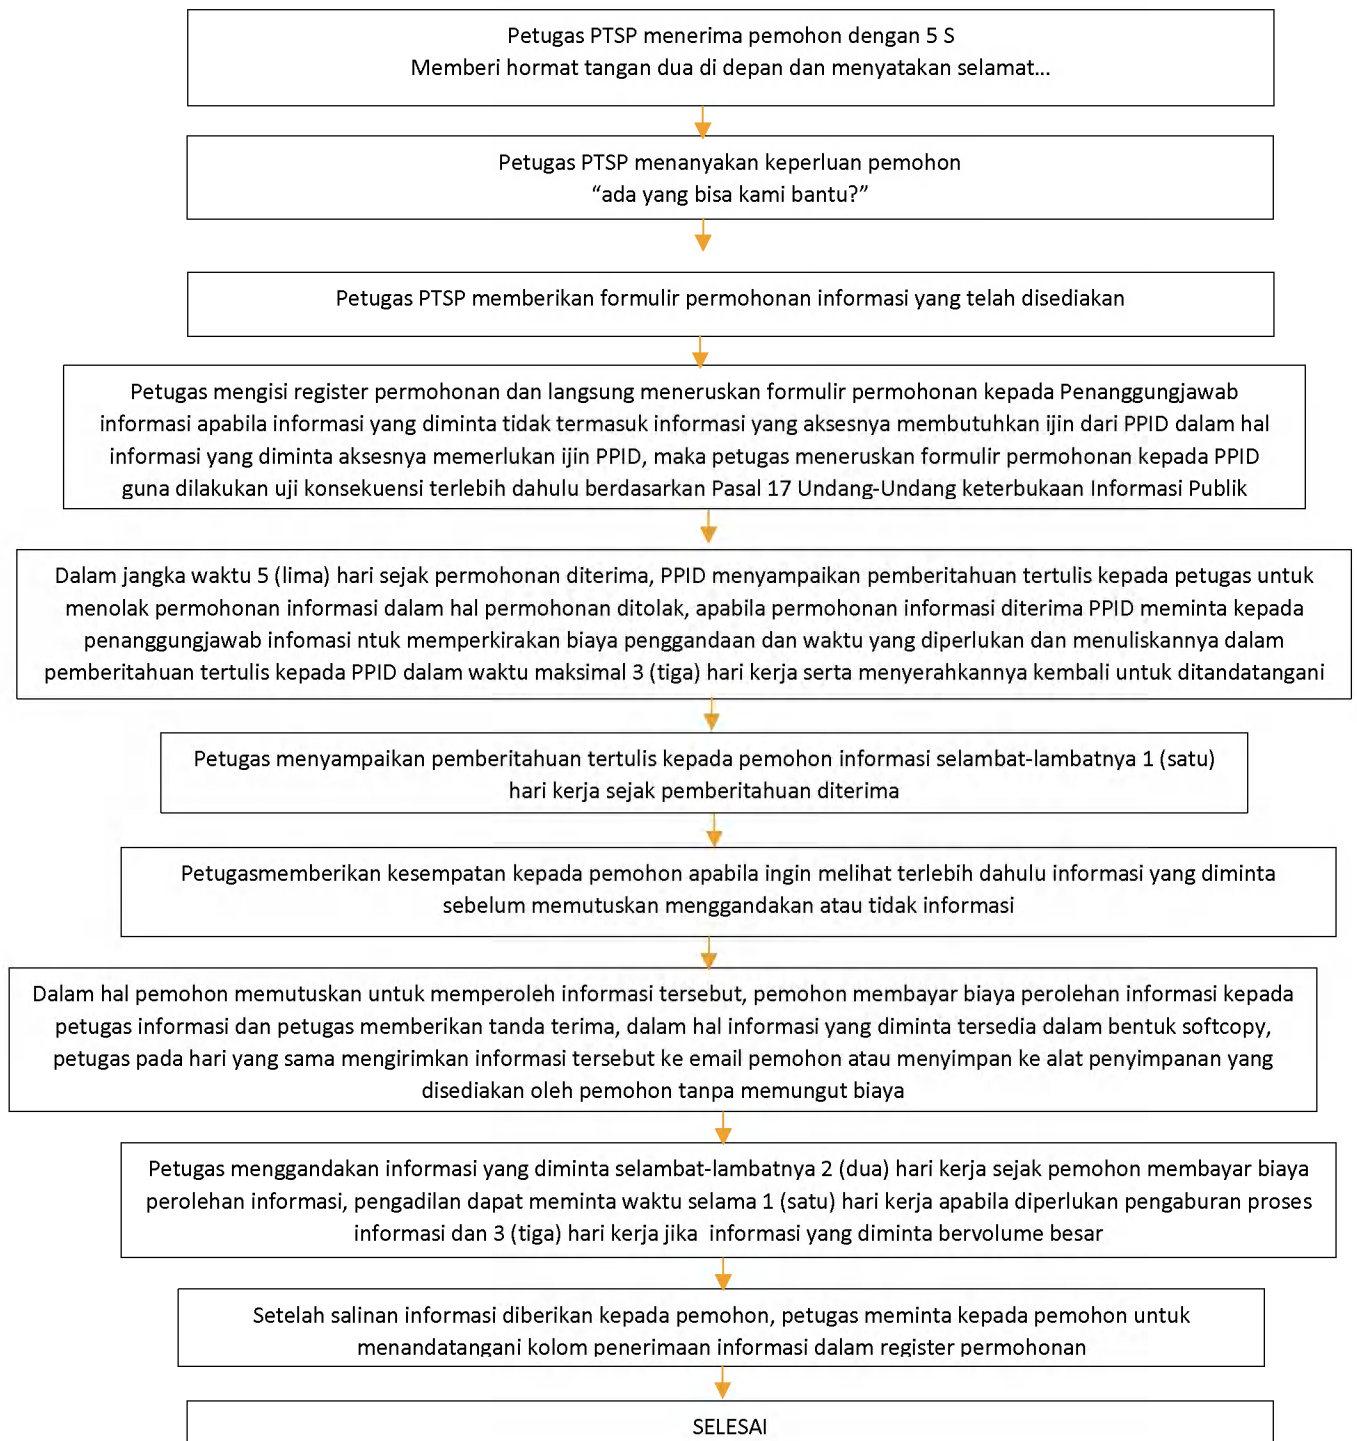 Petugas PTSP menerima pemohon dengan 5 S
Memberi hormat tangan dua di depan dan menyatakan selamat...
Petugas PTSP menanyakan keperluan pemohon
“ada yang bisa kami bantu?”
Petugas PTSP memberikan formulir permohonan informasi yang telah disediakan
Petugas mengisi register permohonan dan langsung meneruskan formulir permohonan kepada Penanggungjawab
informasi apabila informasi yang diminta tidak termasuk informasi yang aksesnya membutuhkan ijin dari PPID dalam hal
informasi yang diminta aksesnya memerlukan ijin PPID, maka petugas meneruskan formulir permohonan kepada PPID
guna dilakukan uji konsekuensi terlebih dahulu berdasarkan Pasal 17 Undang-Undang keterbukaan Informasi Publik
Dalam jangka waktu 5 (lima) hari sejak permohonan diterima, PPID menyampaikan pemberitahuan tertulis kepada petugas untuk
menolak permohonan informasi dalam hal permohonan ditolak, apabila permohonan informasi diterima PPID meminta kepada
penanggungjawab infomasi ntuk memperkirakan biaya penggandaan dan waktu yang diperlukan dan menuliskannya dalam
pemberitahuan tertulis kepada PPID dalam waktu maksimal 3 (tiga) hari kerja serta menyerahkannya kembali untuk ditandatangani
Petugas menyampaikan pemberitahuan tertulis kepada pemohon informasi selambat-lambatnya 1 (satu)
hari kerja sejak pemberitahuan diterima
Petugasmemberikan kesempatan kepada pemohon apabila ingin melihat terlebih dahulu informasi yang diminta
sebelum memutuskan menggandakan atau tidak informasi
Dalam hal pemohon memutuskan untuk memperoleh informasi tersebut, pemohon membayar biaya perolehan informasi kepada
petugas informasi dan petugas memberikan tanda terima, dalam hal informasi yang diminta tersedia dalam bentuk softcopy,
petugas pada hari yang sama mengirimkan informasi tersebut ke email pemohon atau menyimpan ke alat penyimpanan yang
disediakan oleh pemohon tanpa memungut biaya
Petugas menggandakan informasi yang diminta selambat-lambatnya 2 (dua) hari kerja sejak pemohon membayar biaya
perolehan informasi, pengadilan dapat meminta waktu selama 1 (satu) hari kerja apabila diperlukan pengaburan proses
informasi dan 3 (tiga) hari kerja jika informasi yang diminta bervolume besar
Setelah salinan informasi diberikan kepada pemohon, petugas meminta kepada pemohon untuk
menandatangani kolom penerimaan informasi dalam register permohonan
SELESAI